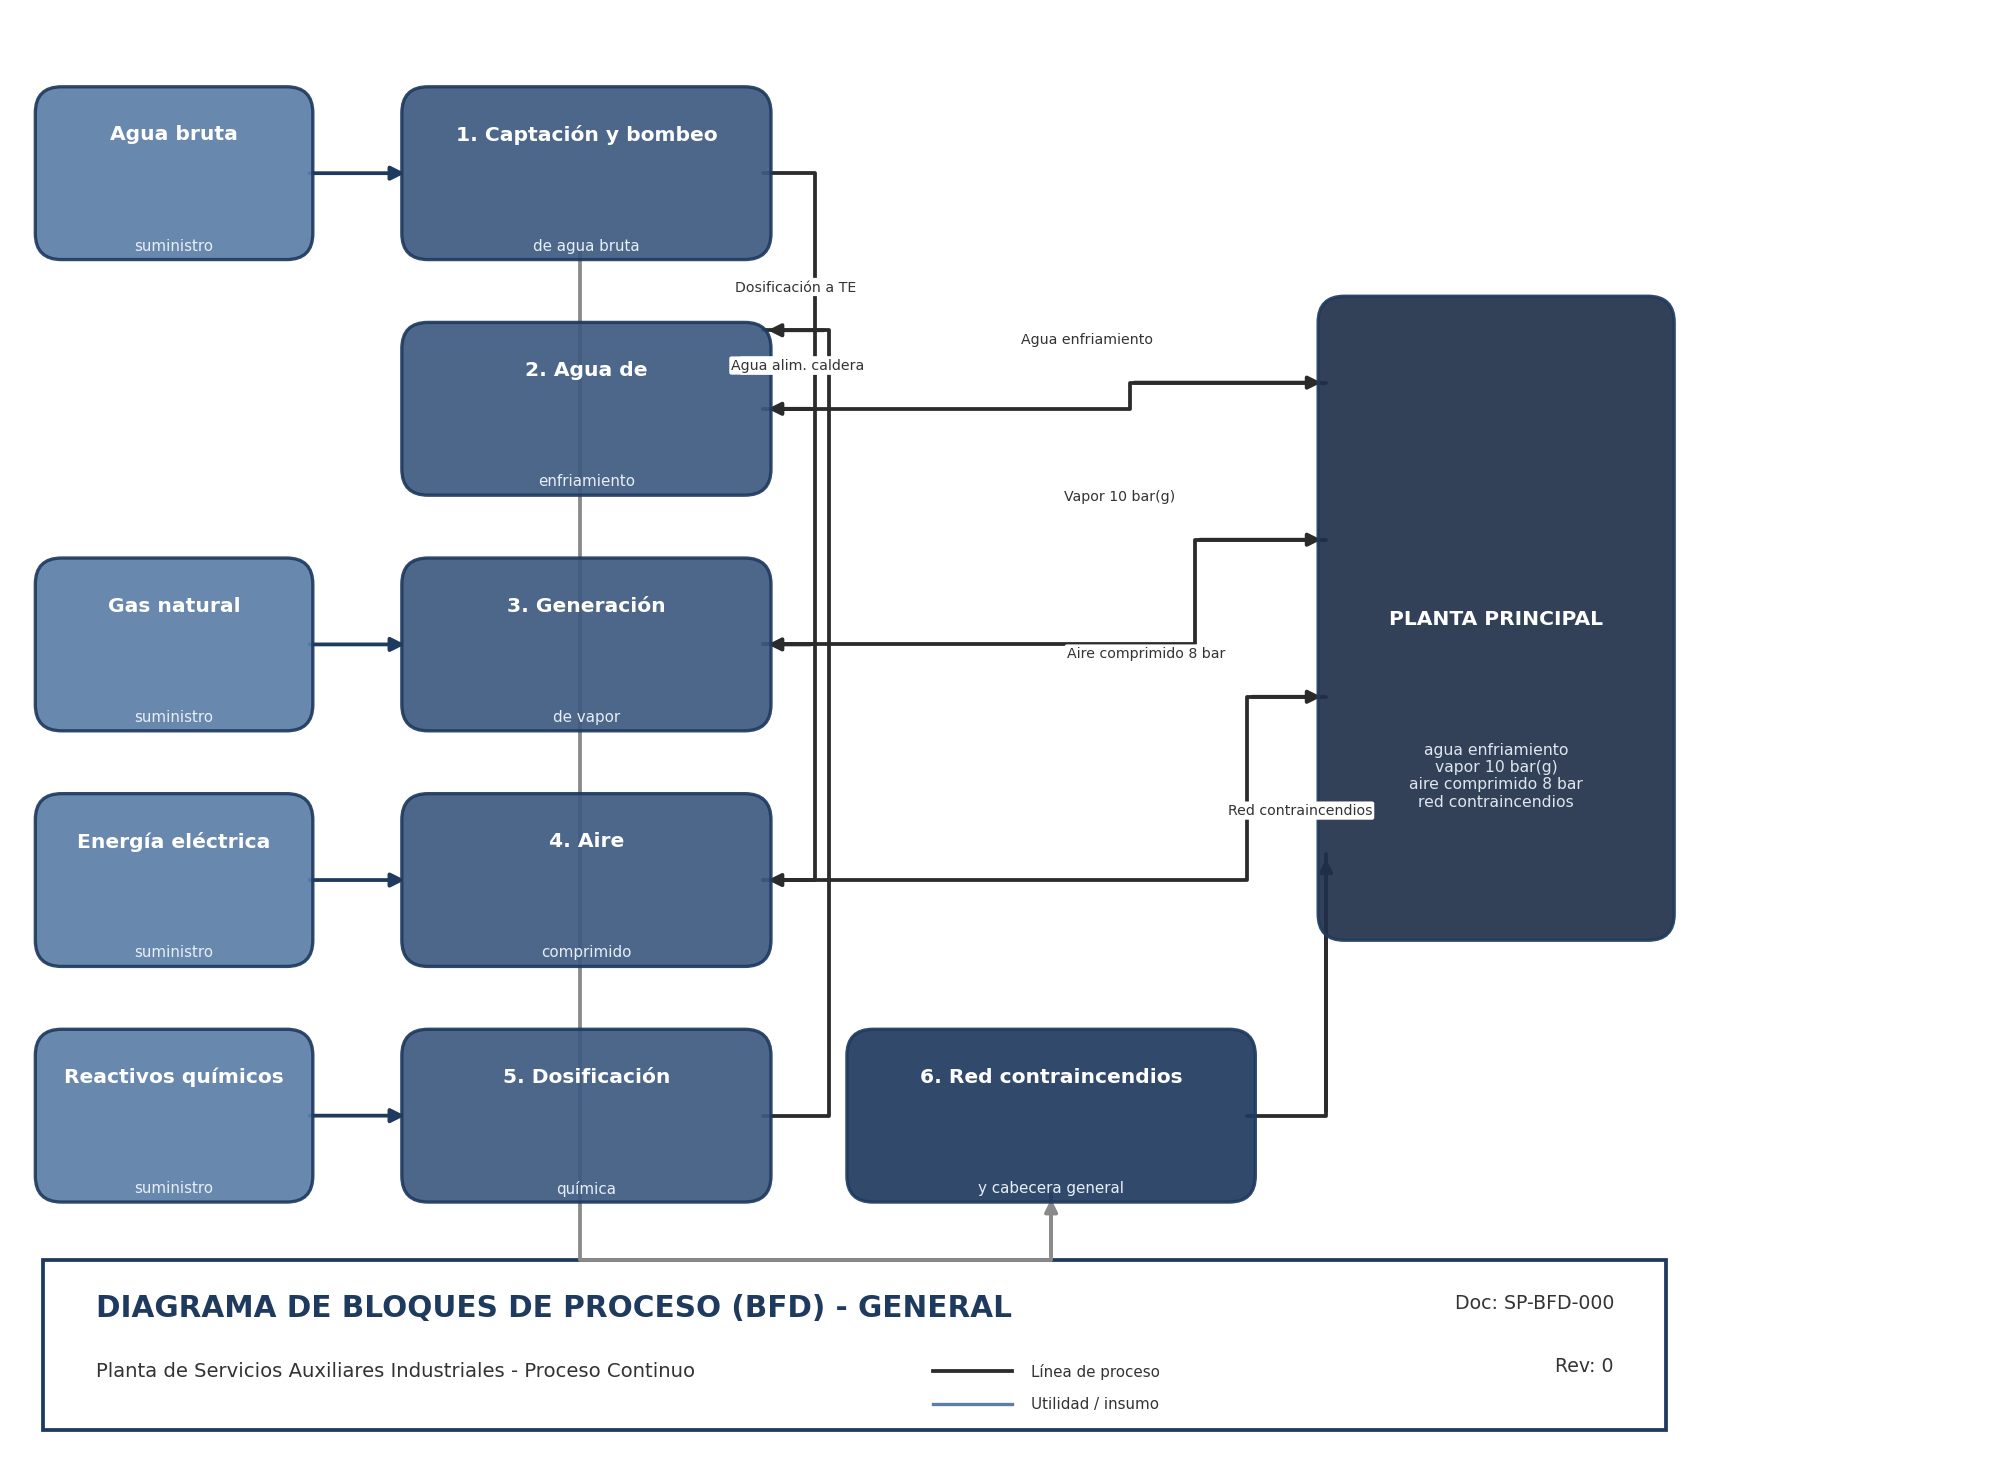 Agua bruta
suministro
1. Captación y bombeo
de agua bruta
Dosificación a TE
2. Agua de
enfriamiento
Agua alim. caldera
Agua enfriamiento
Vapor 10 bar(g)
Gas natural
suministro
3. Generación
de vapor
Aire comprimido 8 bar
PLANTA PRINCIPAL
agua enfriamiento
vapor 10 bar(g)
aire comprimido 8 bar
red contraincendios
Red contraincendios
Energía eléctrica
suministro
4. Aire
comprimido
Reactivos químicos
suministro
5. Dosificación
química
6. Red contraincendios
y cabecera general
DIAGRAMA DE BLOQUES DE PROCESO (BFD) - GENERAL
Doc: SP-BFD-000
Planta de Servicios Auxiliares Industriales - Proceso Continuo
Línea de proceso
Utilidad / insumo
Rev: 0